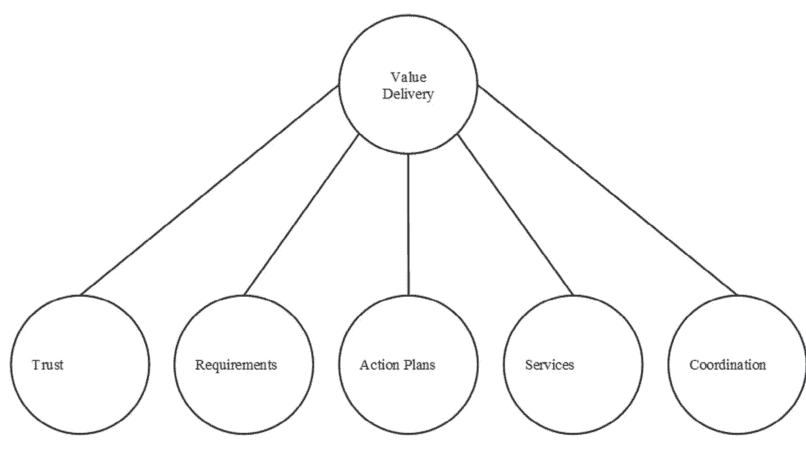 Value
Delivery
Trust
Requirements
Action Plans
Services
Coordination